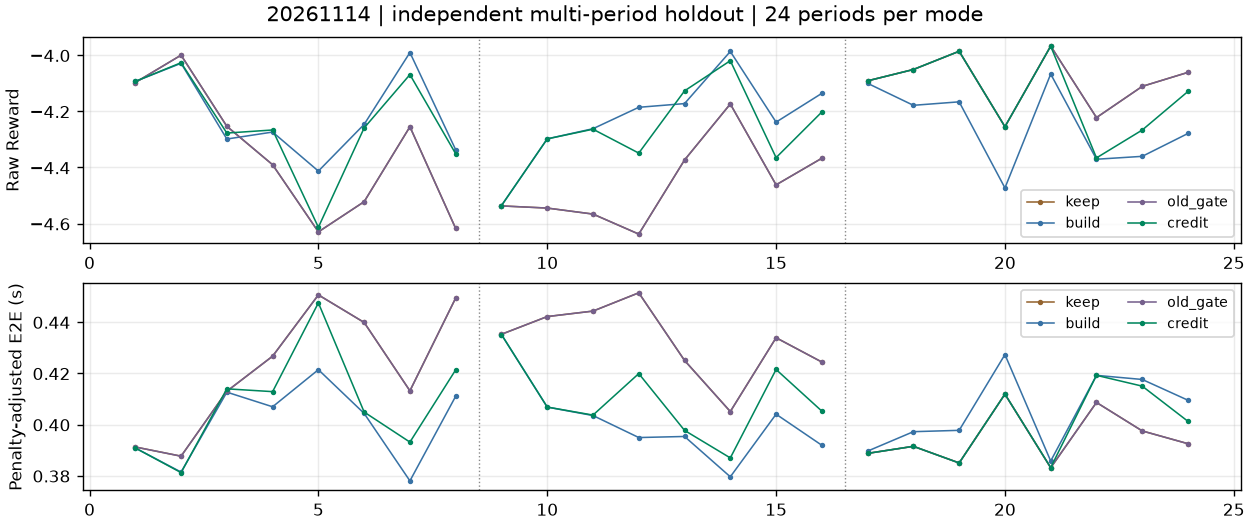 20261114 | independent multi-period holdout | 24 periods per mode
Raw Reward
−4.0
−4.2
−4.4
−4.6
keep
old_gate
build
credit
0
5
10
15
20
25
Penalty-adjusted E2E (s)
0.44
0.42
0.40
0.38
keep
old_gate
build
credit
0
5
10
15
20
25